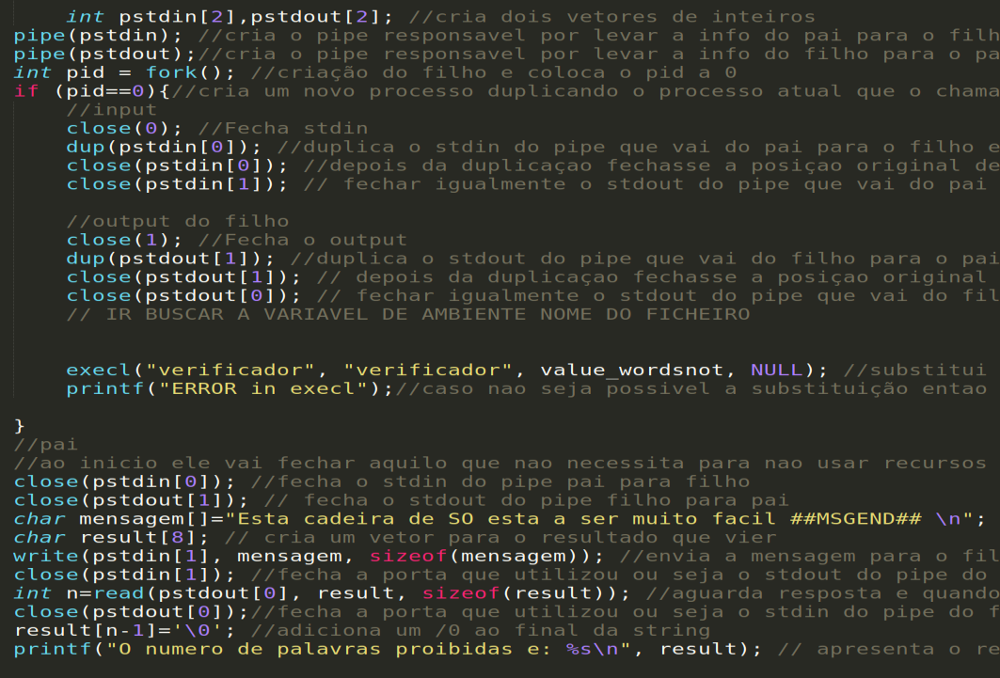 int pstdin[2],pstdout[2]; //cria dois vetores de inteiros
pipe(pstdin); //cria o pipe responsavel por levar a info do pai para o filh
pipe(pstdout);//cria o pipe responsavel por levar a info do filho para o pa
int pid = fork(); //criação do filho e coloca o pid a 0
if (pid==0){//cria um novo processo duplicando o processo atual que o chama
//input
close(0); //Fecha stdin
dup(pstdin[0]); //duplica o stdin do pipe que vai do pai para o filho e
close(pstdin[0]); //depois da duplicaçao fechasse a posiçao original de
close(pstdin[1]); // fechar igualmente o stdout do pipe que vai do pai
//output do filho
close(1); //Fecha o output
dup(pstdout[1]); //duplica o stdout do pipe que vai do filho para o pai
close(pstdout[1]); // depois da duplicaçao fechasse a posiçao original
close(pstdout[0]); // fechar igualmente o stdout do pipe que vai do fil
// IR BUSCAR A VARIAVEL DE AMBIENTE NOME DO FICHEIRO
execl("verificador", "verificador", value_wordsnot, NULL); //substitui
printf("ERROR in execl");//caso nao seja possivel a substituição entao
}
//pai
//ao inicio ele vai fechar aquilo que nao necessita para nao usar recursos
close(pstdin[0]); //fecha o stdin do pipe pai para filho
close(pstdout[1]); // fecha o stdout do pipe filho para pai
char mensagem[]="Esta cadeira de SO esta a ser muito facil ##MSGEND## \n";
char result[8]; // cria um vetor para o resultado que vier
write(pstdin[1], mensagem, sizeof(mensagem)); //envia a mensagem para o fil
close(pstdin[1]); //fecha a porta que utilizou ou seja o stdout do pipe do
int n=read(pstdout[0], result, sizeof(result)); //aguarda resposta e quando
close(pstdout[0]);//fecha a porta que utilizou ou seja o stdin do pipe do f
result[n-1]='\0'; //adiciona um /0 ao final da string
printf("O numero de palavras proibidas e: %s\n", result); // apresenta o re